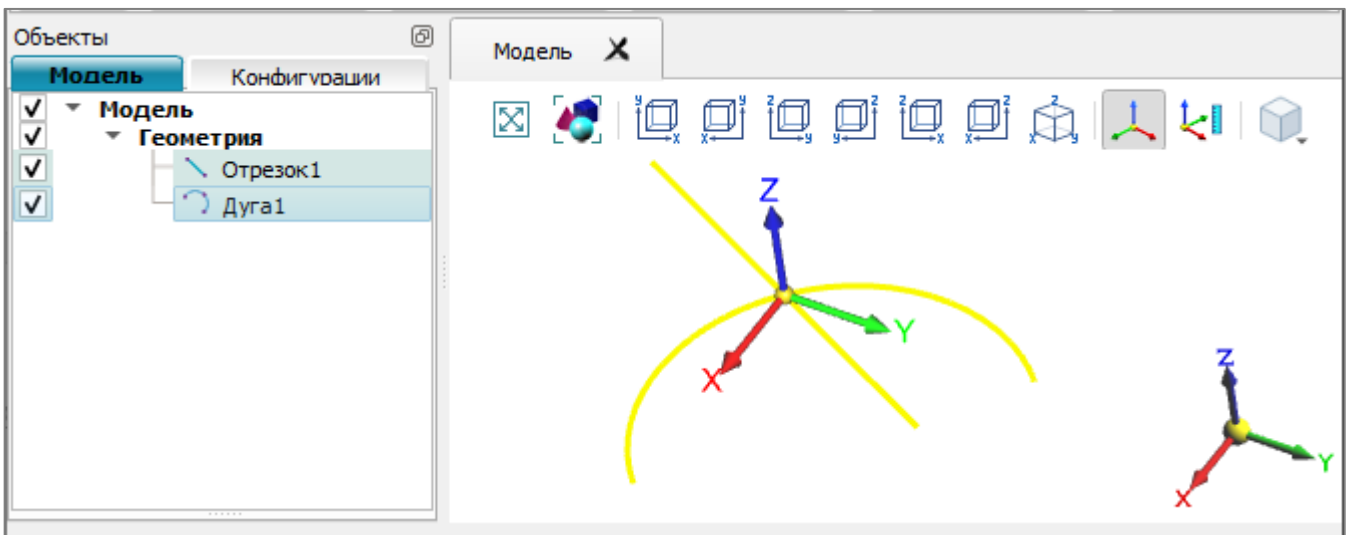 Объекты
Модель Конфигурации
Модель
Геометрия
Отрезок1
Дуга1
Модель
y x
y x
z y
z y
z x
z x
z x y
Z
Y
X
Z
Y
X